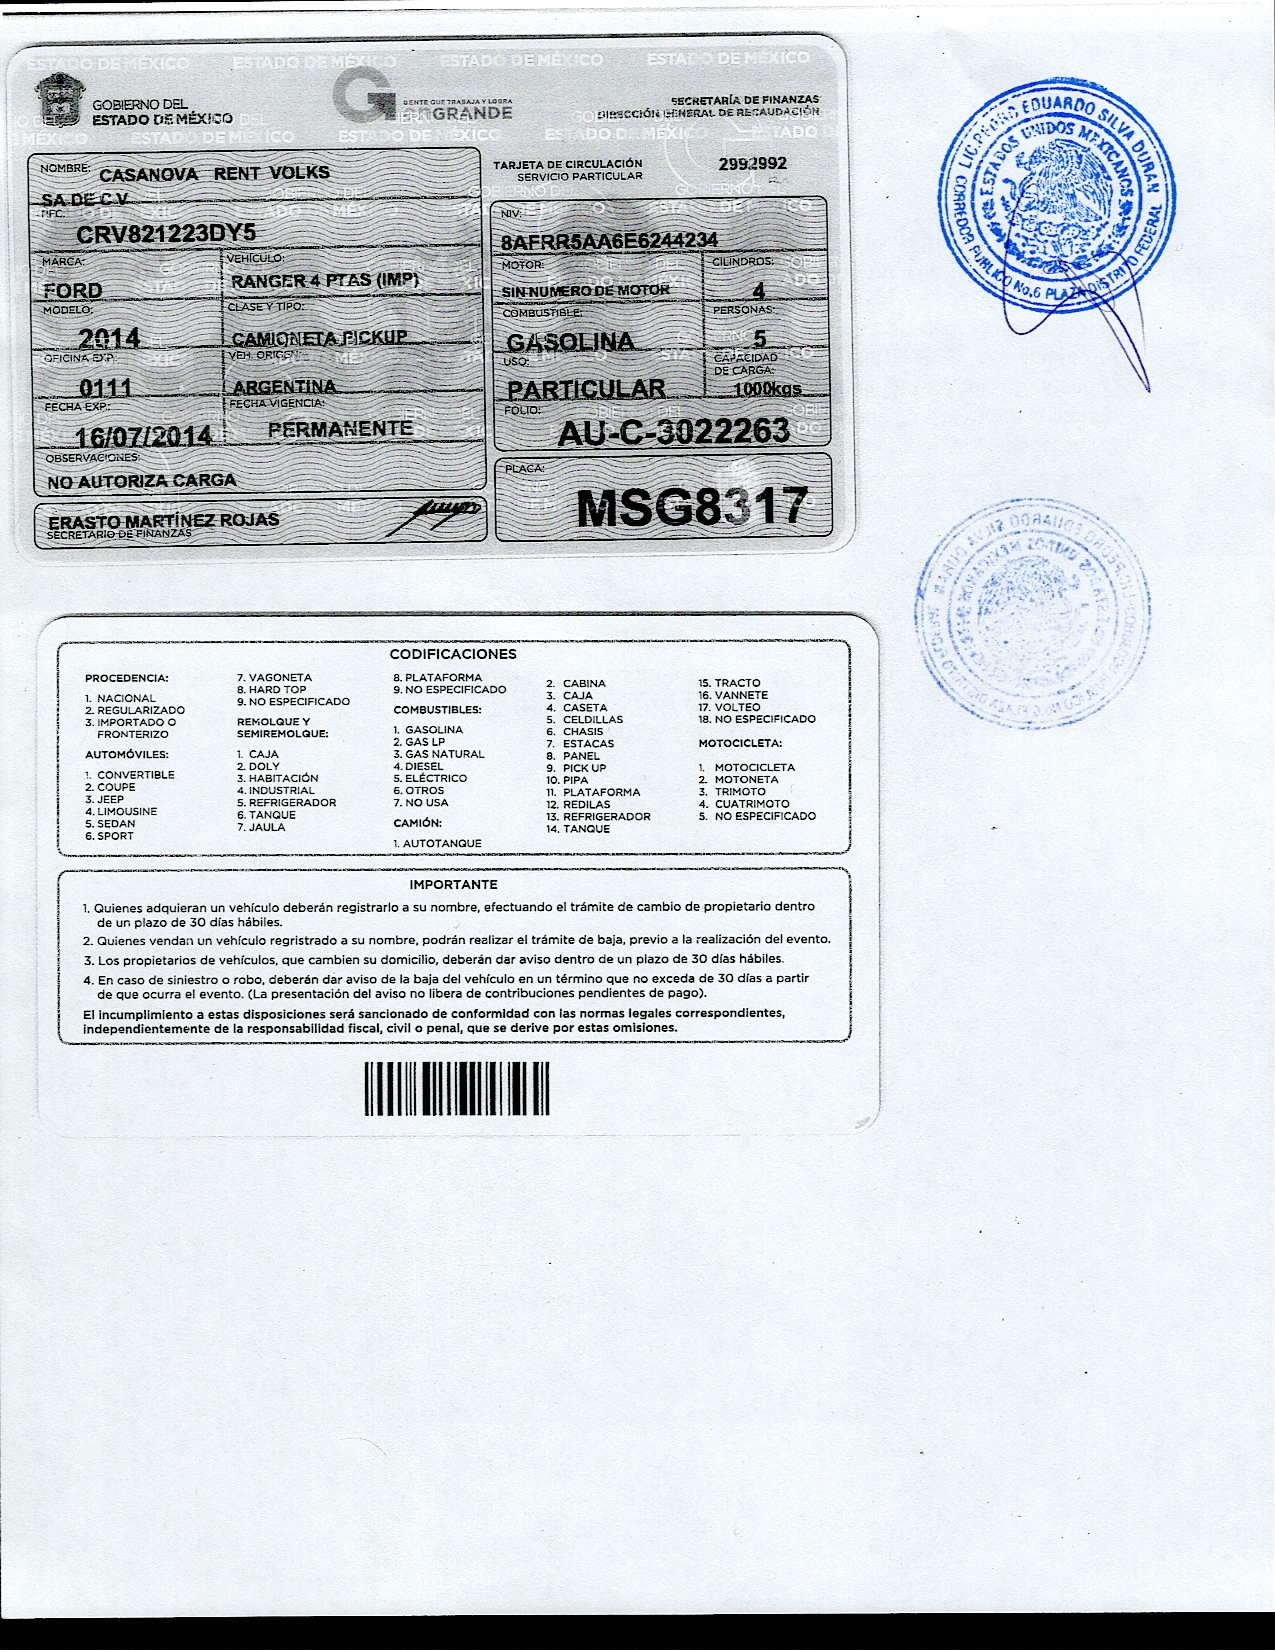 GOBIERNO DEL
ESTADO DE MÉXICO
GENTE QUE TRABAJA Y LOGRA
enGRANDE
SECRETARÍA DE FINANZAS
DIRECCIÓN GENERAL DE RECAUDACIÓN
TARJETA DE CIRCULACIÓN
SERVICIO PARTICULAR
2992992
NOMBRE: CASANOVA RENT VOLKS
SA DE C V
RFC:
CRV821223DY5
MARCA:
FORD
VEHÍCULO:
RANGER 4 PTAS (IMP)
MODELO:
2014
CLASE Y TIPO:
CAMIONETA PICKUP
OFICINA EXP.
0111
VEH. ORIGEN:
ARGENTINA
FECHA EXP.:
16/07/2014
FECHA VIGENCIA:
PERMANENTE
OBSERVACIONES:
NO AUTORIZA CARGA
ERASTO MARTÍNEZ ROJAS
SECRETARIO DE FINANZAS
NIV:
8AFRR5AA6E6244234
MOTOR:
SIN NUMERO DE MOTOR
CILINDROS:
4
COMBUSTIBLE:
GASOLINA
PERSONAS:
5
USO:
PARTICULAR
CAPACIDAD
DE CARGA:
1000kgs
FOLIO:
AU-C-3022263
PLACA:
MSG8317
LIC. PEDRO EDUARDO SILVA DURAN
CORREDOR PUBLICO No.6 PLAZA DISTRITO FEDERAL
ESTADOS UNIDOS MEXICANOS
CODIFICACIONES
PROCEDENCIA:
1. NACIONAL
2. REGULARIZADO
3. IMPORTADO O
FRONTERIZO
AUTOMÓVILES:
1. CONVERTIBLE
2. COUPE
3. JEEP
4. LIMOUSINE
5. SEDAN
6. SPORT
7. VAGONETA
8. HARD TOP
9. NO ESPECIFICADO
REMOLQUE Y
SEMIREMOLQUE:
1. CAJA
2. DOLY
3. HABITACIÓN
4. INDUSTRIAL
5. REFRIGERADOR
6. TANQUE
7. JAULA
8. PLATAFORMA
9. NO ESPECIFICADO
COMBUSTIBLES:
1. GASOLINA
2. GAS LP
3. GAS NATURAL
4. DIESEL
5. ELÉCTRICO
6. OTROS
7. NO USA
CAMIÓN:
1. AUTOTANQUE
2. CABINA
3. CAJA
4. CASETA
5. CELDILLAS
6. CHASIS
7. ESTACAS
8. PANEL
9. PICK UP
10. PIPA
11. PLATAFORMA
12. REDILAS
13. REFRIGERADOR
14. TANQUE
15. TRACTO
16. VANNETE
17. VOLTEO
18. NO ESPECIFICADO
MOTOCICLETA:
1. MOTOCICLETA
2. MOTONETA
3. TRIMOTO
4. CUATRIMOTO
5. NO ESPECIFICADO
IMPORTANTE
1. Quienes adquieran un vehículo deberán registrarlo a su nombre, efectuando el trámite de cambio de propietario dentro
de un plazo de 30 días hábiles.
2. Quienes vendan un vehículo regristrado a su nombre, podrán realizar el trámite de baja, previo a la realización del evento.
3. Los propietarios de vehículos, que cambien su domicilio, deberán dar aviso dentro de un plazo de 30 días hábiles.
4. En caso de siniestro o robo, deberán dar aviso de la baja del vehículo en un término que no exceda de 30 días a partir
de que ocurra el evento. (La presentación del aviso no libera de contribuciones pendientes de pago).
El incumplimiento a estas disposiciones será sancionado de conformidad con las normas legales correspondientes,
independientemente de la responsabilidad fiscal, civil o penal, que se derive por estas omisiones.